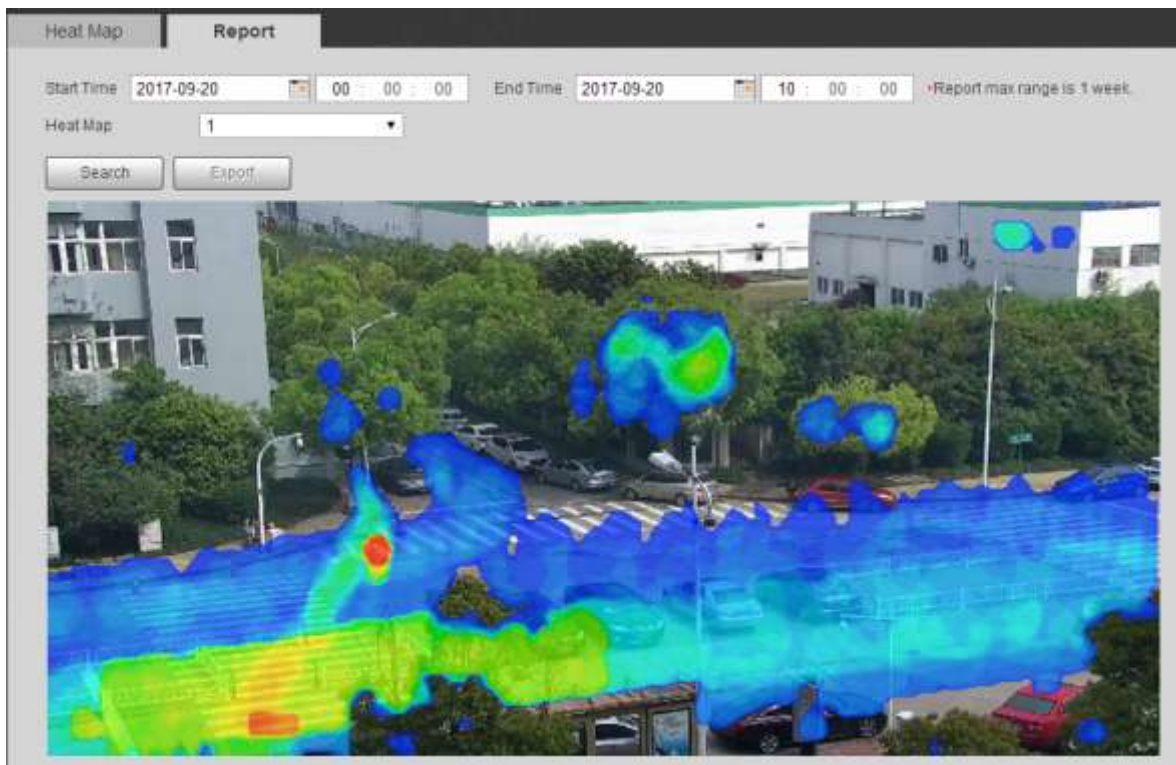 Heat Map Report
Start Time 2017-09-20 00 : 00 : 00 End Time 2017-09-20 10 : 00 : 00 *Report max range is 1 week.
Heat Map 1
Search Export